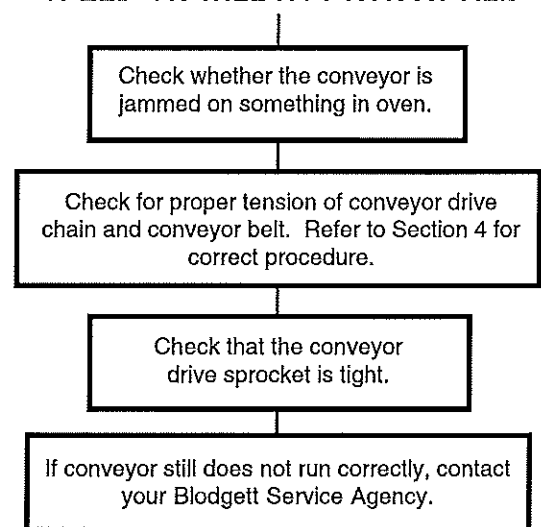 Check whether the conveyor is
jammed on something in oven.
Check for proper tension of conveyor drive
chain and conveyor belt. Refer to Section 4 for
correct procedure.
Check that the conveyor
drive sprocket is tight.
If conveyor still does not run correctly, contact
your Blodgett Service Agency.